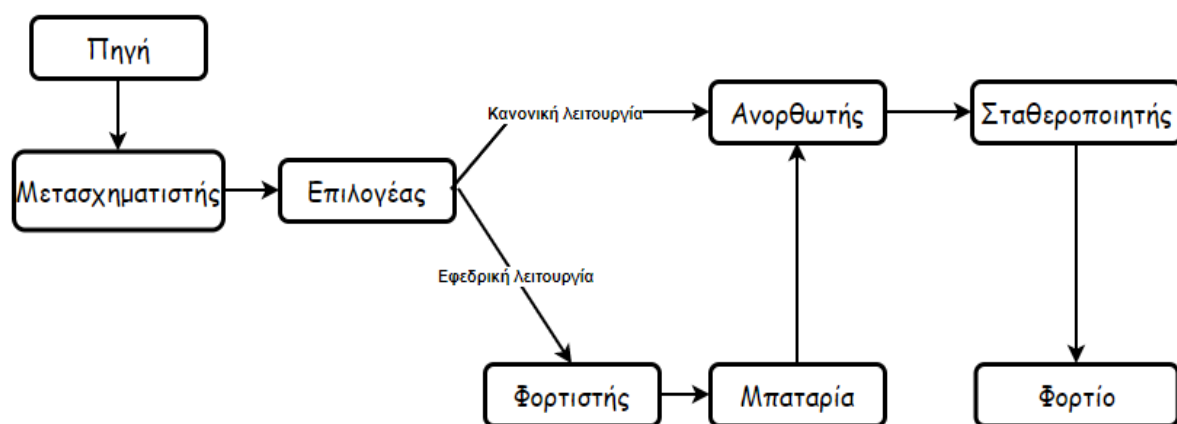 Πηγή
Μετασχηματιστής
Επιλογέας
Κανονική λειτουργία
Εφεδρική λειτουργία
Ανορθωτής
Σταθεροποιητής
Φορτιστής
Μπαταρία
Φορτίο